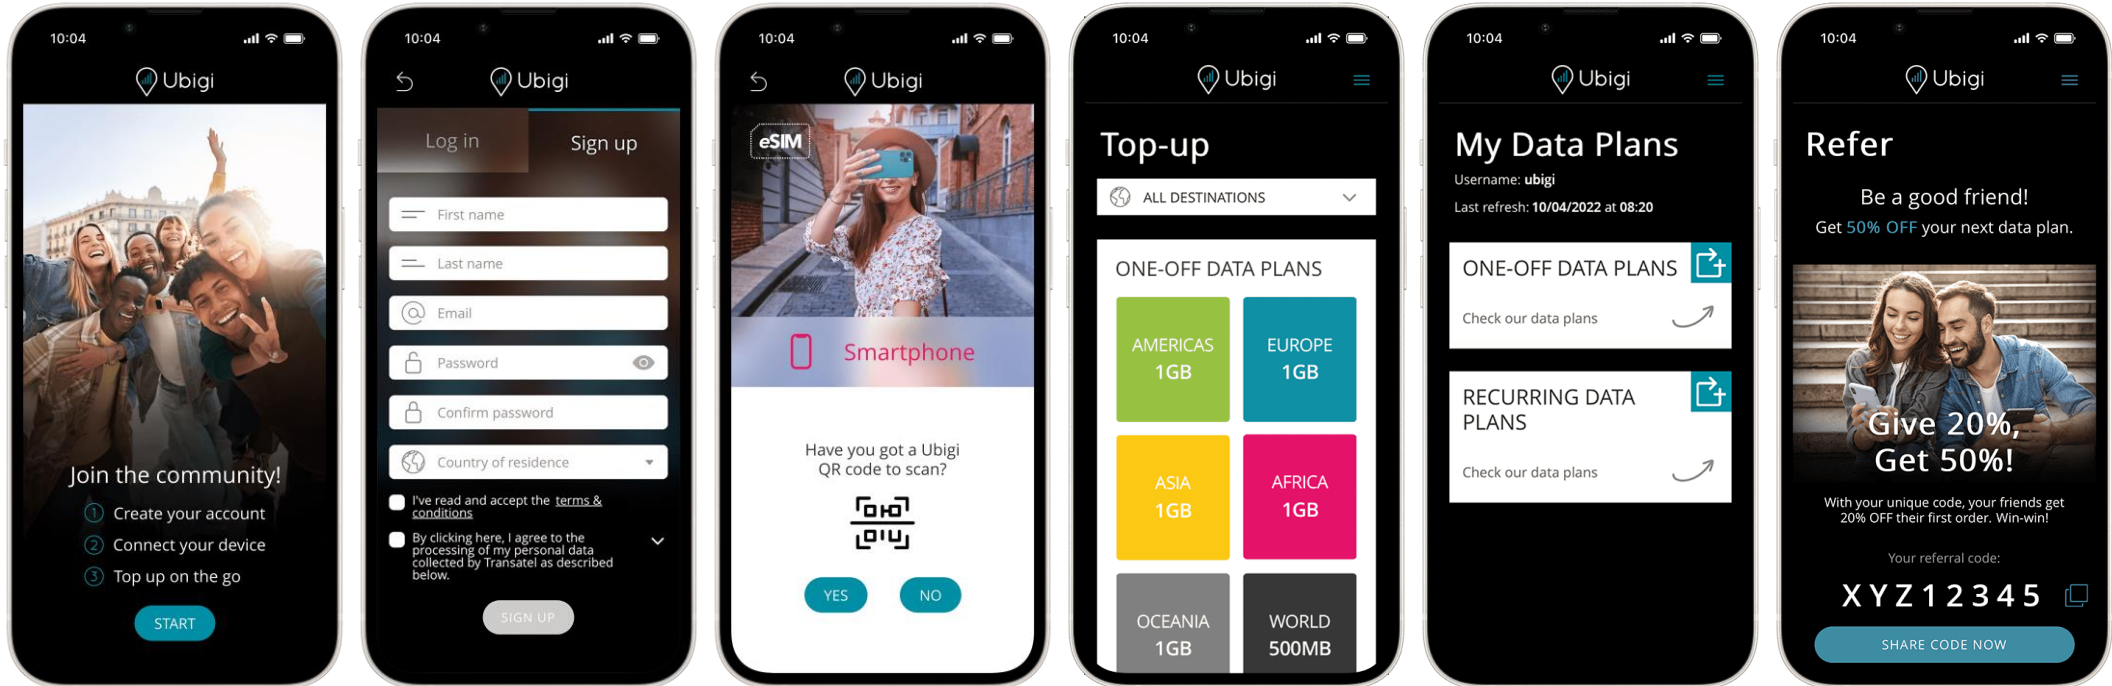 10:04
Ubigi
Join the community!
1 Create your account
2 Connect your device
3 Top up on the go
START
10:04
Ubigi
Log in
Sign up
First name
Last name
@ Email
Password
Confirm password
Country of residence
I've read and accept the terms &
conditions
By clicking here, I agree to the
processing of my personal data
collected by Transatel as described
below.
SIGN UP
10:04
Ubigi
eSIM
Smartphone
Have you got a Ubigi
QR code to scan?
YES
NO
10:04
Ubigi
Top-up
ALL DESTINATIONS
ONE-OFF DATA PLANS
AMERICAS
1GB
EUROPE
1GB
ASIA
1GB
AFRICA
1GB
OCEANIA
1GB
WORLD
500MB
10:04
Ubigi
My Data Plans
Username: ubigi
Last refresh: 10/04/2022 at 08:20
ONE-OFF DATA PLANS
Check our data plans
RECURRING DATA
PLANS
Check our data plans
10:04
Ubigi
Refer
Be a good friend!
Get 50% OFF your next data plan.
Give 20%,
Get 50%!
With your unique code, your friends get
20% OFF their first order. Win-win!
Your referral code:
XYZ12345
SHARE CODE NOW